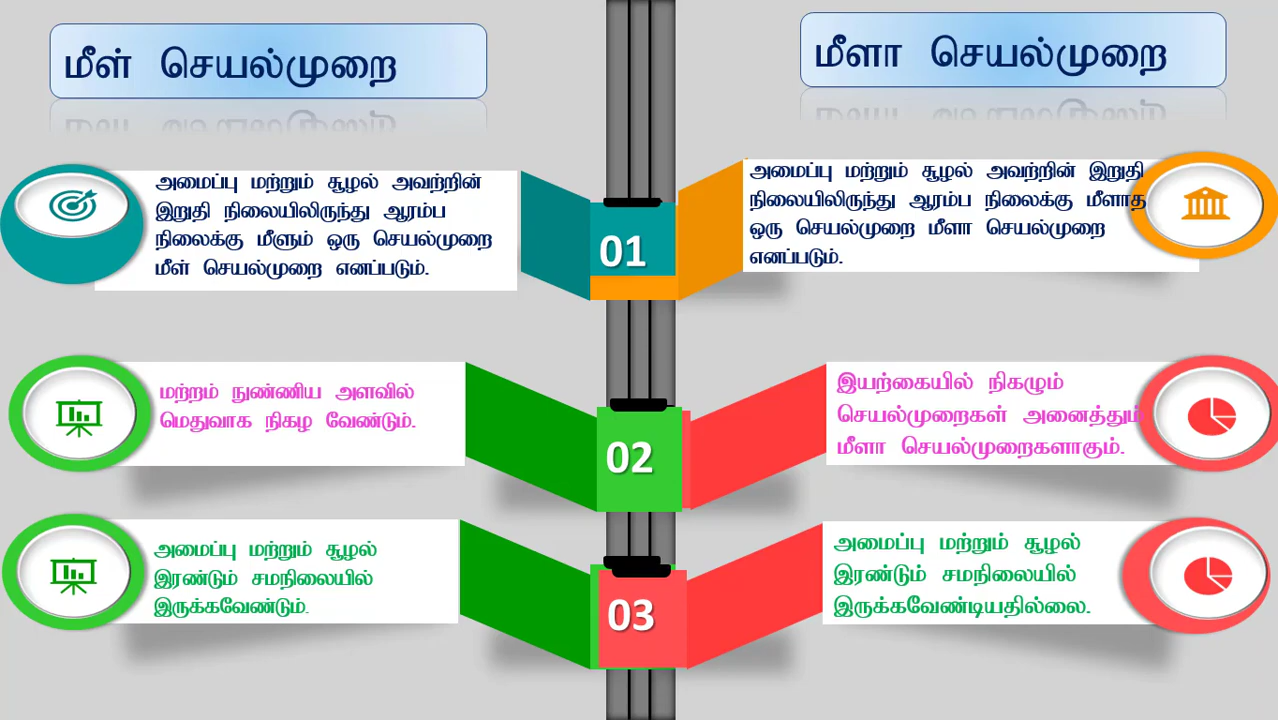 மீள் செயல்முறை
மீளா செயல்முறை
அமைப்பு மற்றும் சூழல் அவற்றின்
இறுதி நிலையிலிருந்து ஆரம்ப
நிலைக்கு மீளும் ஒரு செயல்முறை
மீள் செயல்முறை எனப்படும்.
01
அமைப்பு மற்றும் சூழல் அவற்றின் இறுதி
நிலையிலிருந்து ஆரம்ப நிலைக்கு மீளாத
ஒரு செயல்முறை மீளா செயல்முறை
எனப்படும்.
மற்றம் நுண்ணிய அளவில்
மெதுவாக நிகழ வேண்டும்.
02
இயற்கையில் நிகழும்
செயல்முறைகள் அனைத்தும்
மீளா செயல்முறைகளாகும்.
அமைப்பு மற்றும் சூழல்
இரண்டும் சமநிலையில்
இருக்கவேண்டும்.
03
அமைப்பு மற்றும் சூழல்
இரண்டும் சமநிலையில்
இருக்கவேண்டியதில்லை.